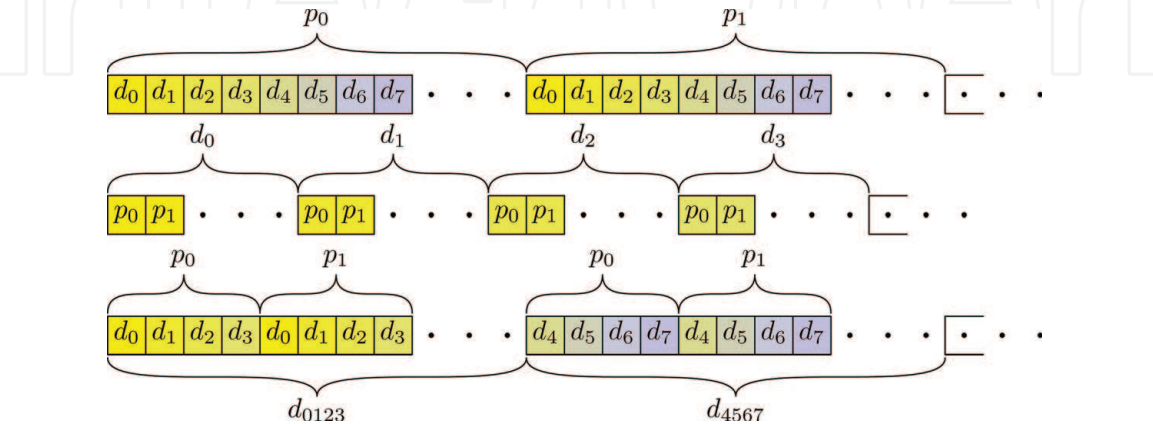 p₀ p₁
d₀ d₁ d₂ d₃ d₄ d₅ d₆ d₇ · · · d₀ d₁ d₂ d₃ d₄ d₅ d₆ d₇ · · · · · ·
d₀ d₁ d₂ d₃
p₀ p₁ · · · p₀ p₁ · · · p₀ p₁ · · · p₀ p₁ · · · · · ·
p₀ p₁ p₀ p₁
d₀ d₁ d₂ d₃ d₀ d₁ d₂ d₃ · · · d₄ d₅ d₆ d₇ d₄ d₅ d₆ d₇ · · · · · ·
d₀₁₂₃ d₄₅₆₇